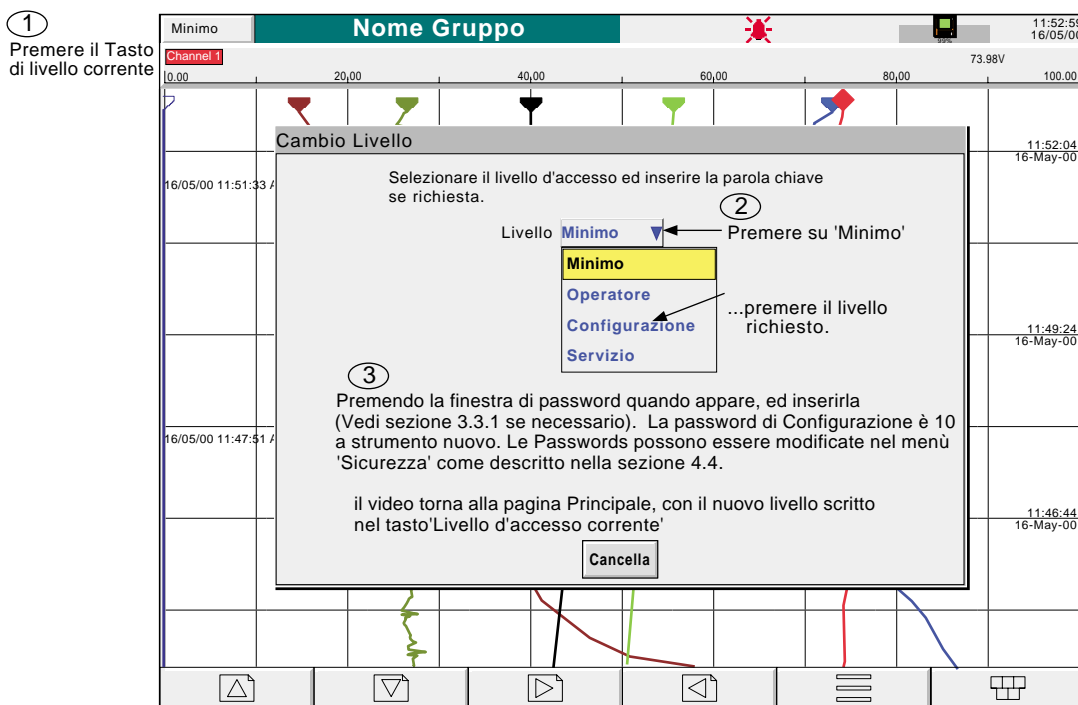 1
Premere il Tasto
di livello corrente
Minimo
Nome Gruppo
99%
11:52:59
16/05/00
Channel 1
73.98V
0.00
20,00
40,00
60,00
80,00
100.00
11:52:04
16-May-00
16/05/00 11:51:33 A
Cambio Livello
Selezionare il livello d'accesso ed inserire la parola chiave
se richiesta.
2
Livello Minimo
Premere su 'Minimo'
Minimo
Operatore
Configurazione
Servizio
...premere il livello
richiesto.
11:49:24
16-May-00
3
Premendo la finestra di password quando appare, ed inserirla
(Vedi sezione 3.3.1 se necessario). La password di Configurazione è 10
a strumento nuovo. Le Passwords possono essere modificate nel menù
'Sicurezza' come descritto nella sezione 4.4.
16/05/00 11:47:51 A
il video torna alla pagina Principale, con il nuovo livello scritto
nel tasto'Livello d'accesso corrente'
11:46:44
16-May-00
Cancella